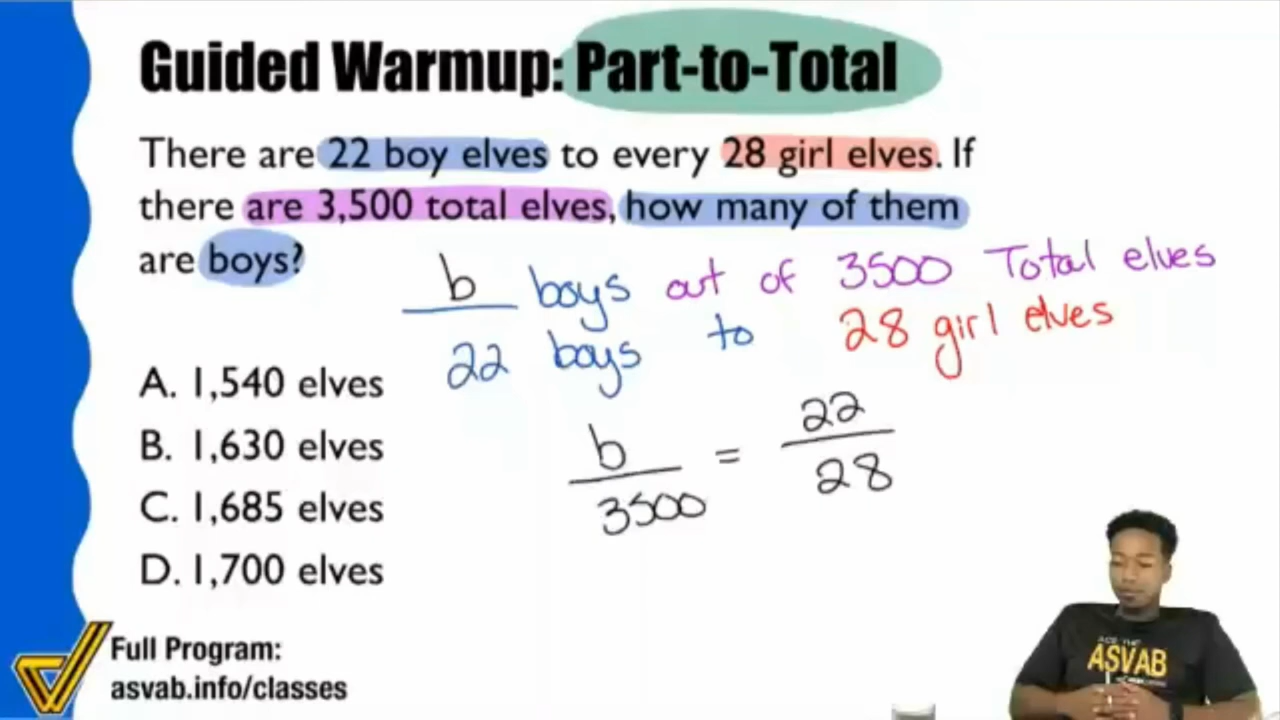 Guided Warmup: Part-to-Total
There are 22 boy elves to every 28 girl elves. If
there are 3,500 total elves, how many of them
are boys?
b boys out of 3500 Total elves
22 boys to 28 girl elves
A. 1,540 elves
B. 1,630 elves
C. 1,685 elves
D. 1,700 elves
b = 22
3500 28
Full Program:
asvab.info/classes
ASVAB